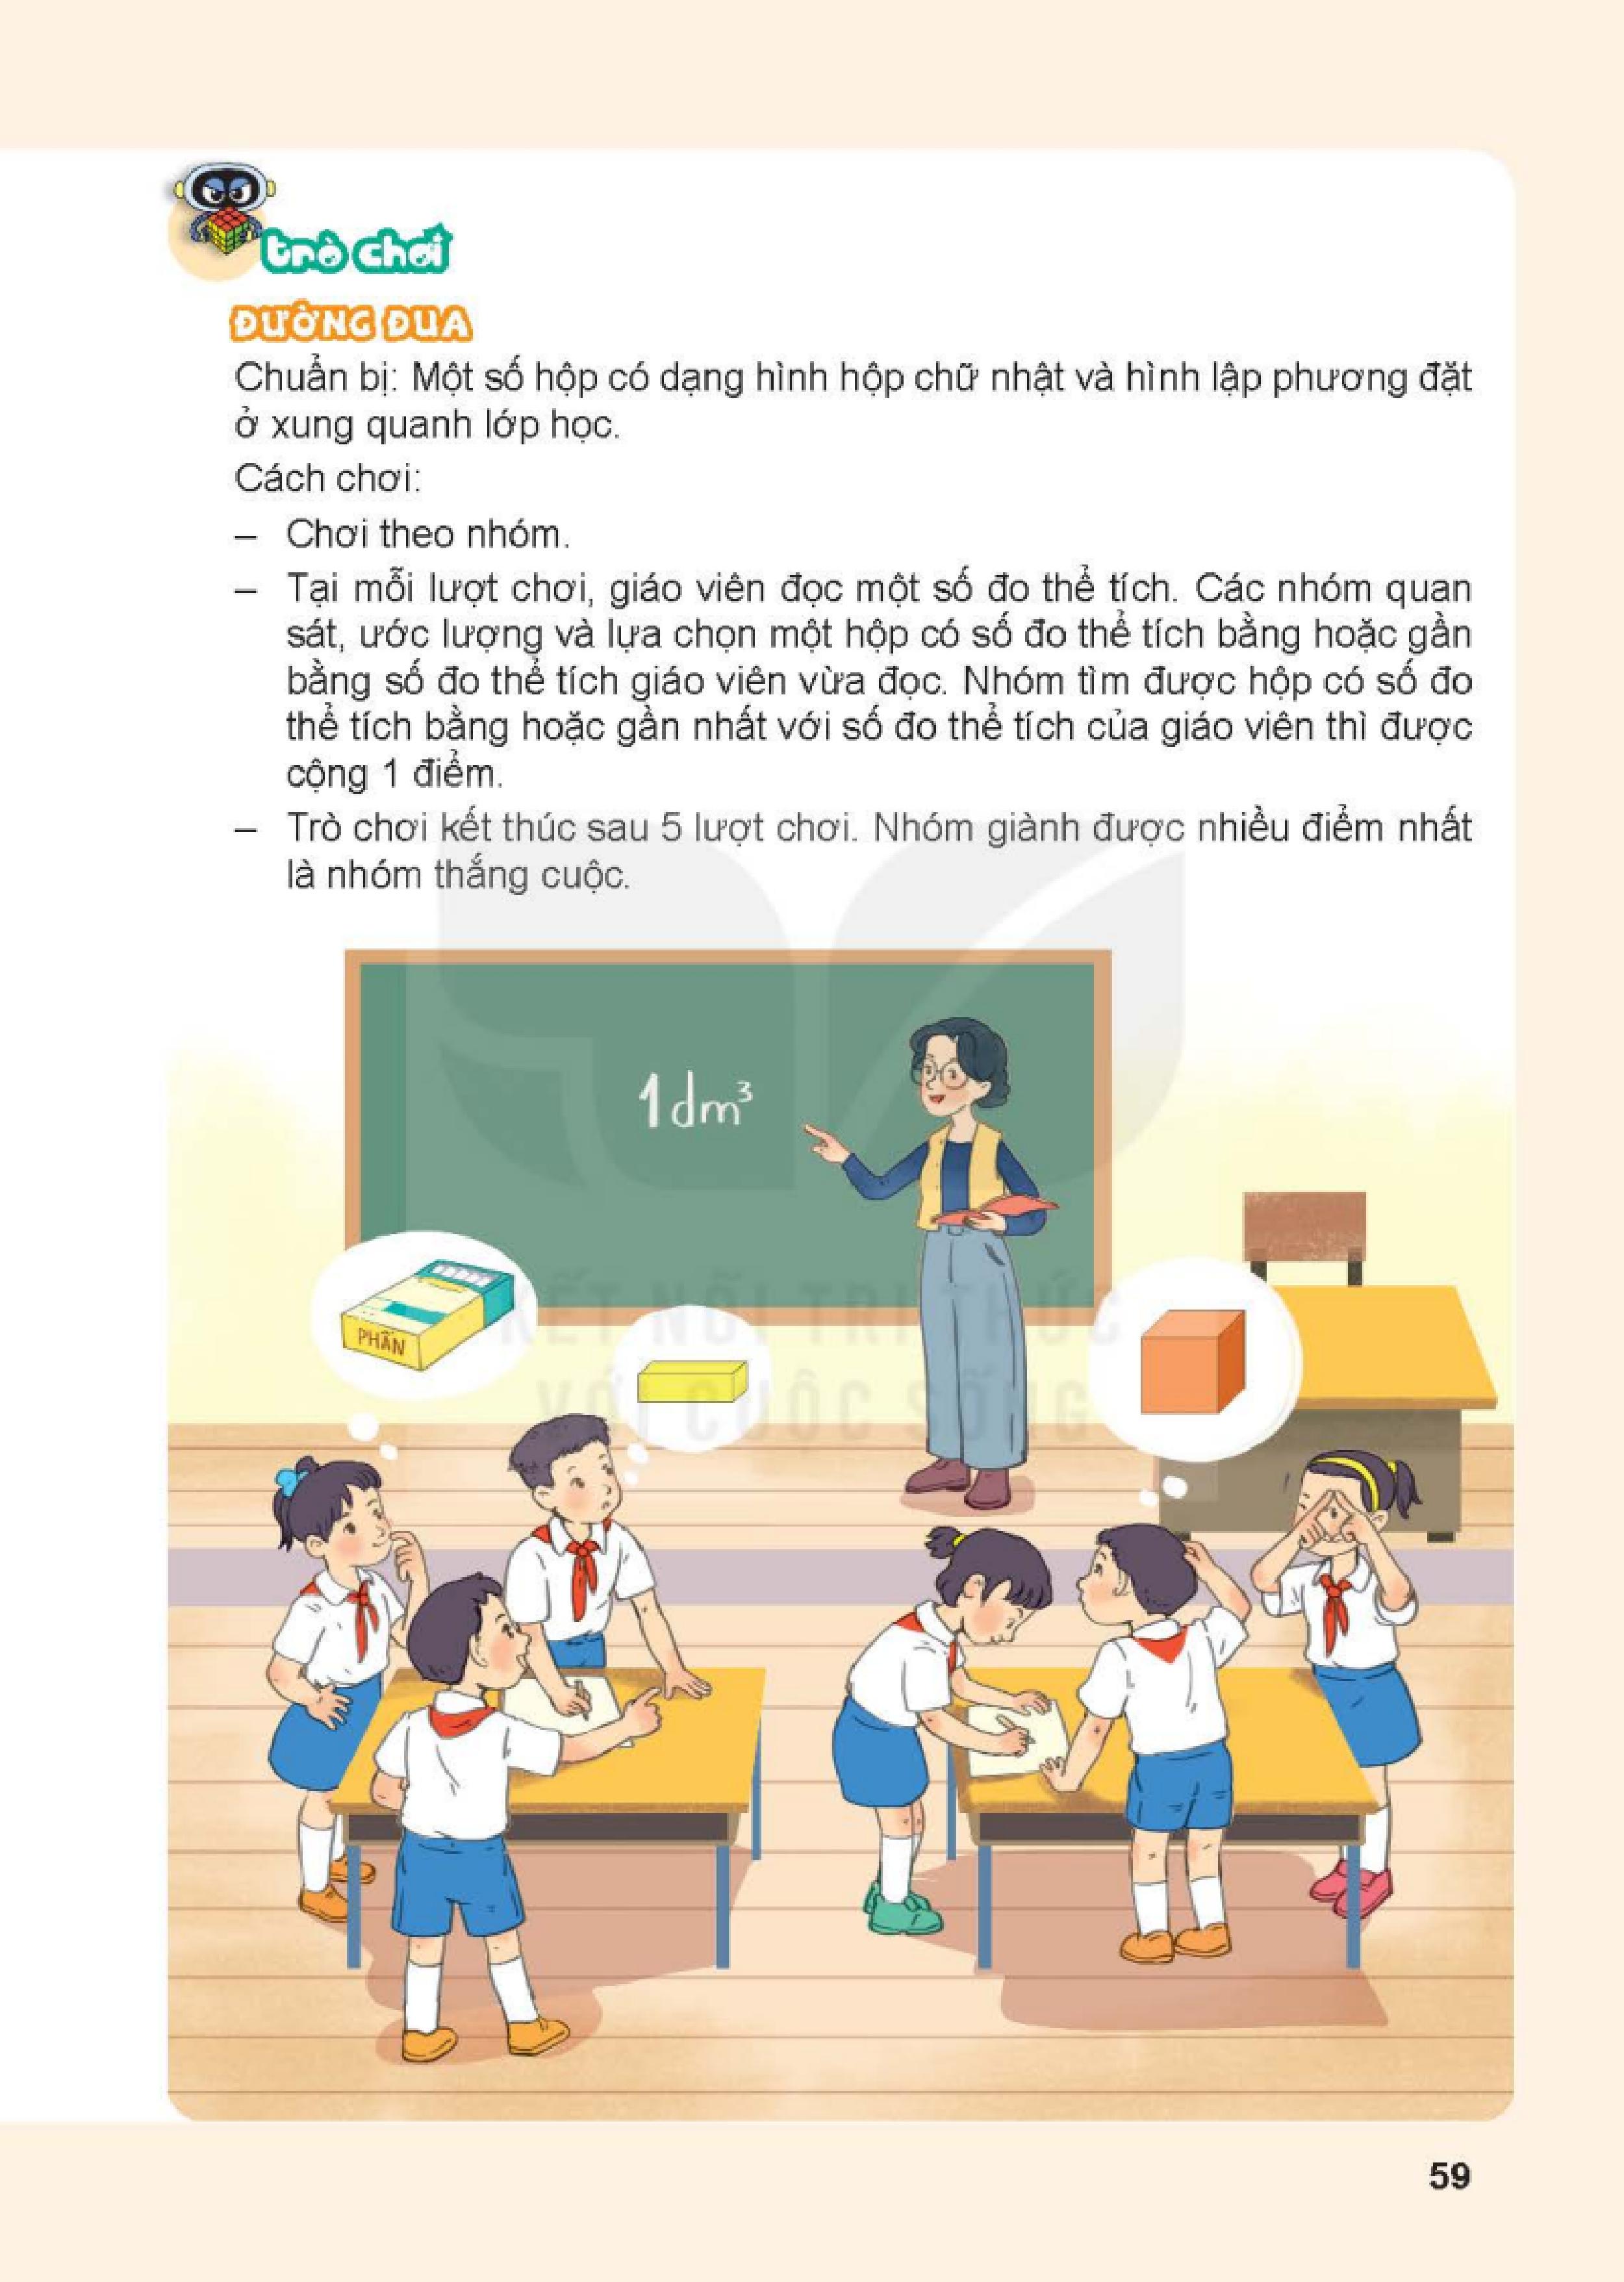 trò chơi
ĐƯỜNG ĐUA
Chuẩn bị: Một số hộp có dạng hình hộp chữ nhật và hình lập phương đặt
ở xung quanh lớp học.
Cách chơi:
– Chơi theo nhóm.
– Tại mỗi lượt chơi, giáo viên đọc một số đo thể tích. Các nhóm quan
sát, ước lượng và lựa chọn một hộp có số đo thể tích bằng hoặc gần
bằng số đo thể tích giáo viên vừa đọc. Nhóm tìm được hộp có số đo
thể tích bằng hoặc gần nhất với số đo thể tích của giáo viên thì được
cộng 1 điểm.
– Trò chơi kết thúc sau 5 lượt chơi. Nhóm giành được nhiều điểm nhất
là nhóm thắng cuộc.
1dm³
PHẤN
KẾT NỐI TRI THỨC
VỚI CUỘC SỐNG
59